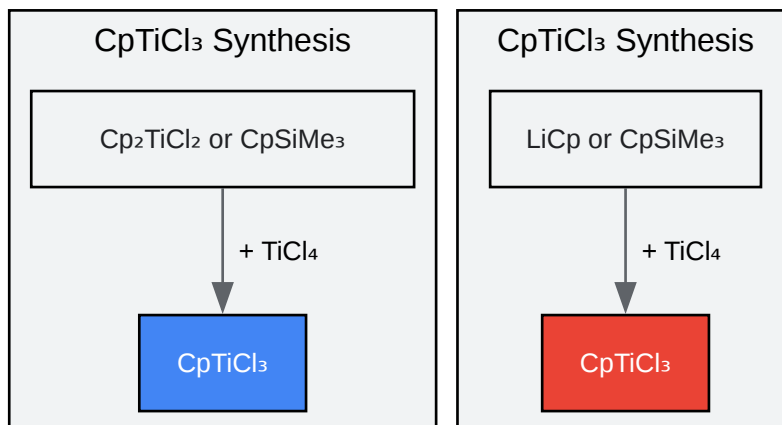 CpTiCl₃ Synthesis
Cp₂TiCl₂ or CpSiMe₃
+ TiCl₄
CpTiCl₃
CpTiCl₃ Synthesis
LiCp or CpSiMe₃
+ TiCl₄
CpTiCl₃